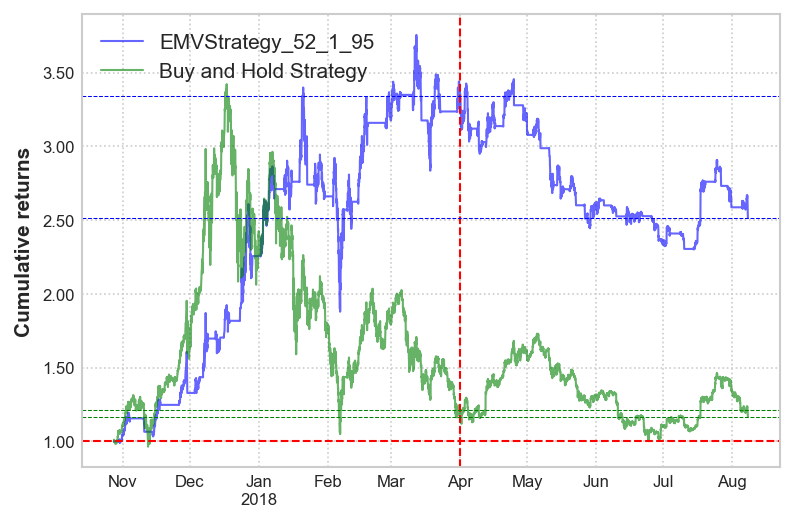 EMVStrategy_52_1_95
Buy and Hold Strategy
Cumulative returns
3.50
3.00
2.50
2.00
1.50
1.00
Nov Dec Jan Feb Mar Apr May Jun Jul Aug
2018